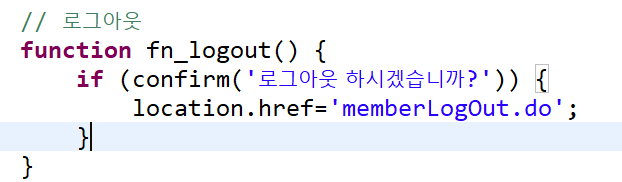 // 로그아웃
function fn_logout() {
    if (confirm('로그아웃 하시겠습니까?')) {
        location.href='memberLogOut.do';
    }
}